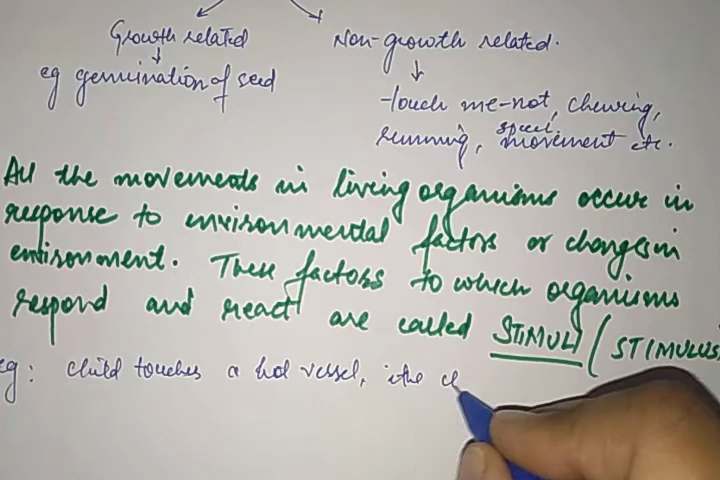 Growth related
Non-growth related.
eg germination of seed
-touch me-not, chewing,
running, movement etc.
All the movements in living organisms occur in
response to environmental factors or changes in
environment. These factors to which organisms
respond and react are called STIMULI (STIMULUS)
eg: child touches a hot vessel, the